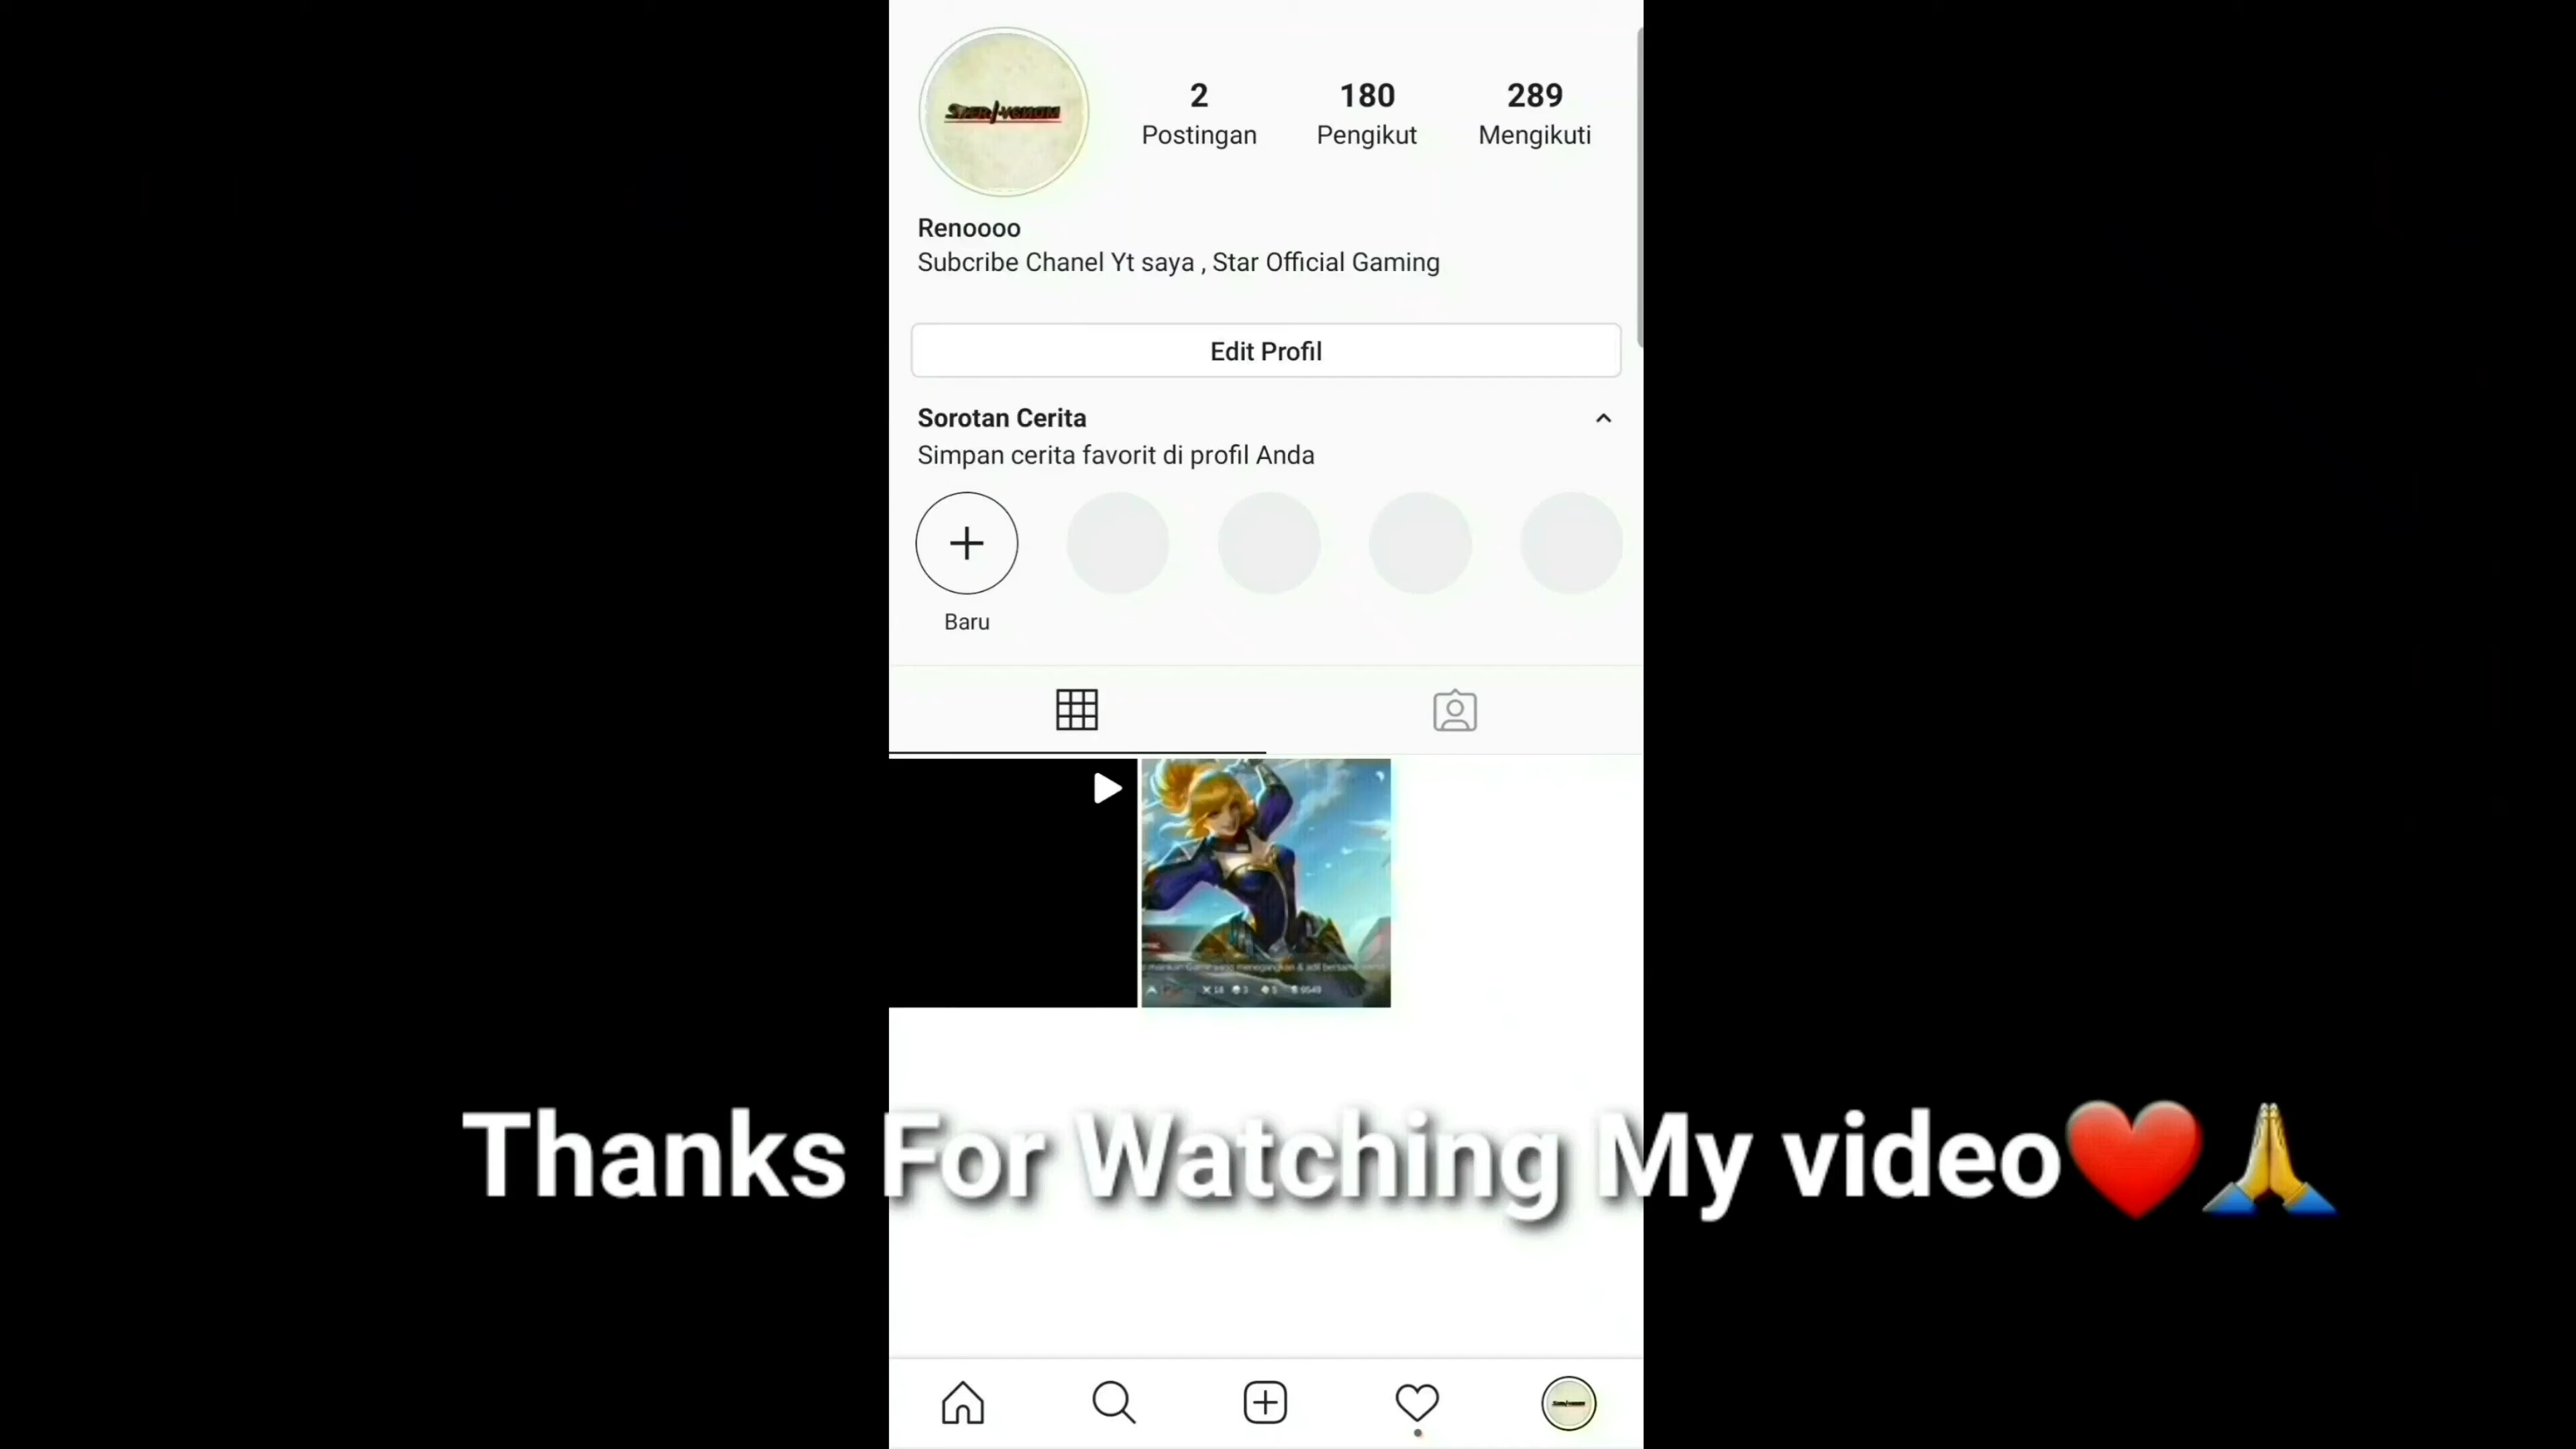 2 180 289
Postingan Pengikut Mengikuti
Renoooo
Subcribe Chanel Yt saya , Star Official Gaming
Edit Profil
Sorotan Cerita
Simpan cerita favorit di profil Anda
Baru
Thanks For Watching My video❤️🙏